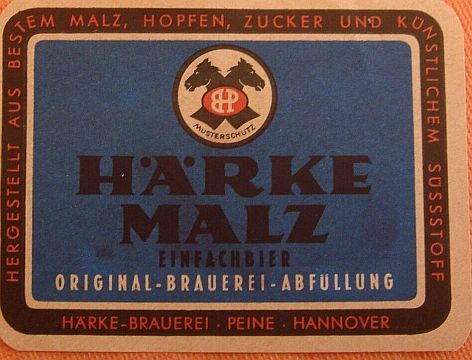 HERGESTELLT AUS BESTEM MALZ, HOPFEN, ZUCKER UND KÜNSTLICHEM SÜSSSTOFF
BHP
MUSTERSCHUTZ
HÄRKE
MALZ
EINFACHBIER
ORIGINAL-BRAUEREI-ABFÜLLUNG
HÄRKE-BRAUEREI · PEINE · HANNOVER